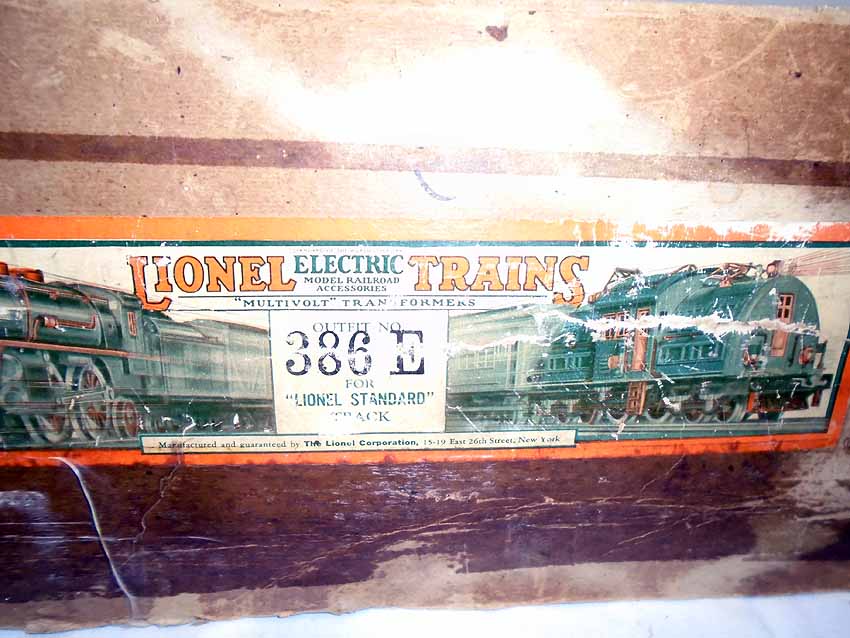 LIONEL ELECTRIC TRAINS
MODEL RAILROAD
ACCESSORIES
"MULTIVOLT" TRANSFORMERS
OUTFIT NO.
386 E
FOR
"LIONEL STANDARD"
TRACK
Manufactured and guaranteed by The Lionel Corporation, 15-19 East 26th Street, New York